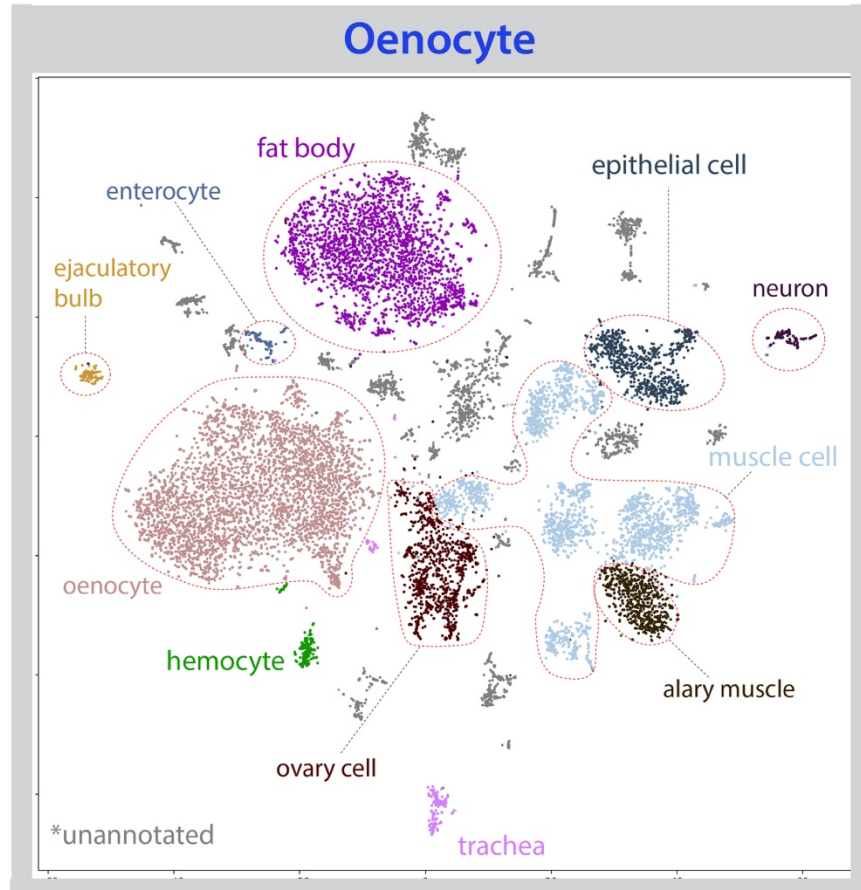 Oenocyte
fat body
epithelial cell
enterocyte
ejaculatory
bulb
neuron
muscle cell
oenocyte
hemocyte
alary muscle
ovary cell
*unannotated
trachea